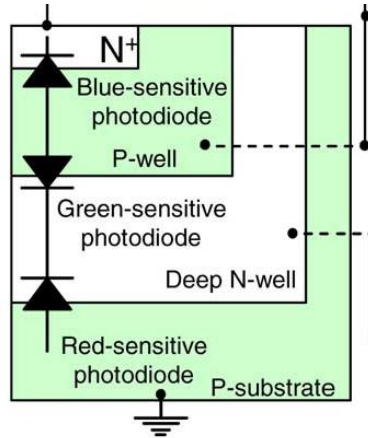 N⁺
Blue-sensitive
photodiode
P-well
Green-sensitive
photodiode
Deep N-well
Red-sensitive
photodiode
P-substrate